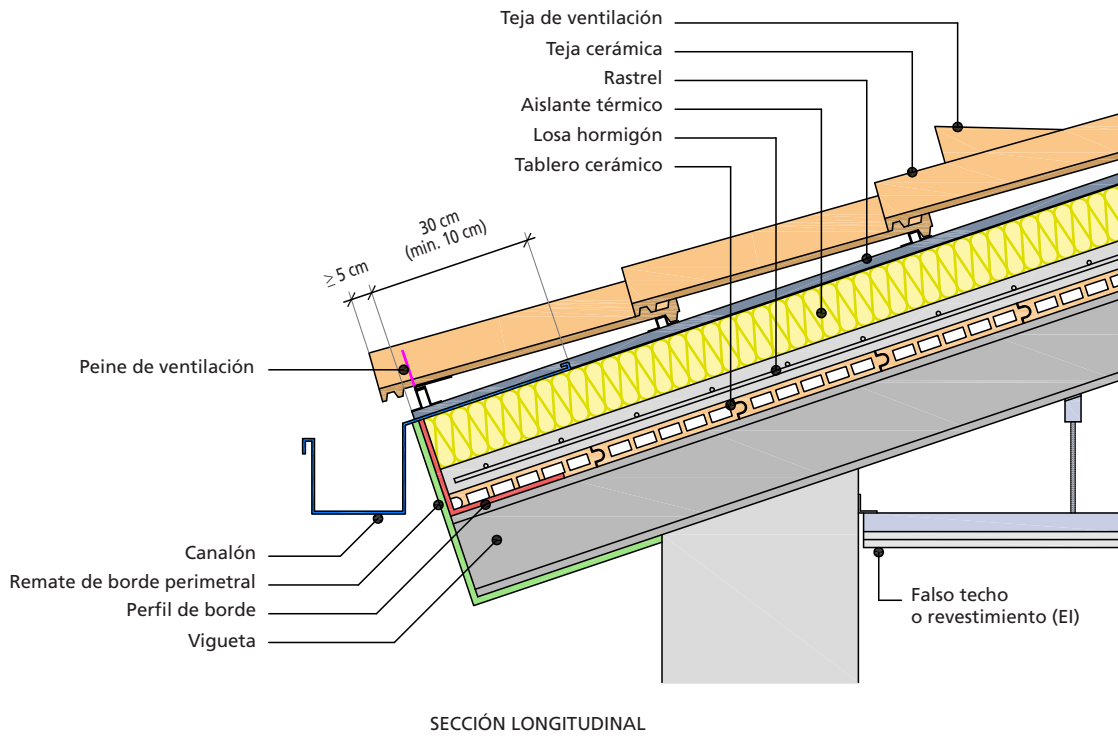 Teja de ventilación
Teja cerámica
Rastrel
Aislante térmico
Losa hormigón
Tablero cerámico
30 cm
(min. 10 cm)
≥ 5 cm
Peine de ventilación
Canalón
Remate de borde perimetral
Perfil de borde
Vigueta
Falso techo
o revestimiento (EI)
SECCIÓN LONGITUDINAL